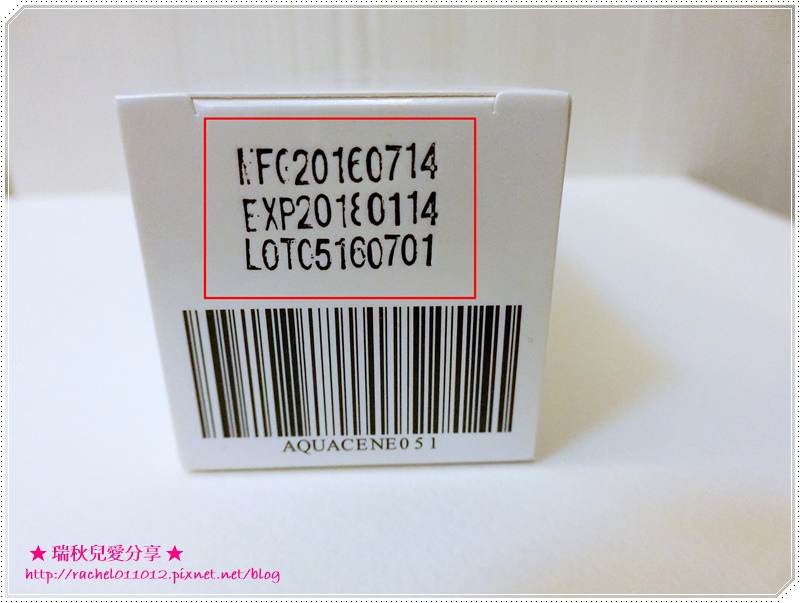 MFG20160714
EXP20180114
LOTC5160701
AQUACENE051
★ 瑞秋兒愛分享 ★
http://rachel011012.pixnet.net/blog